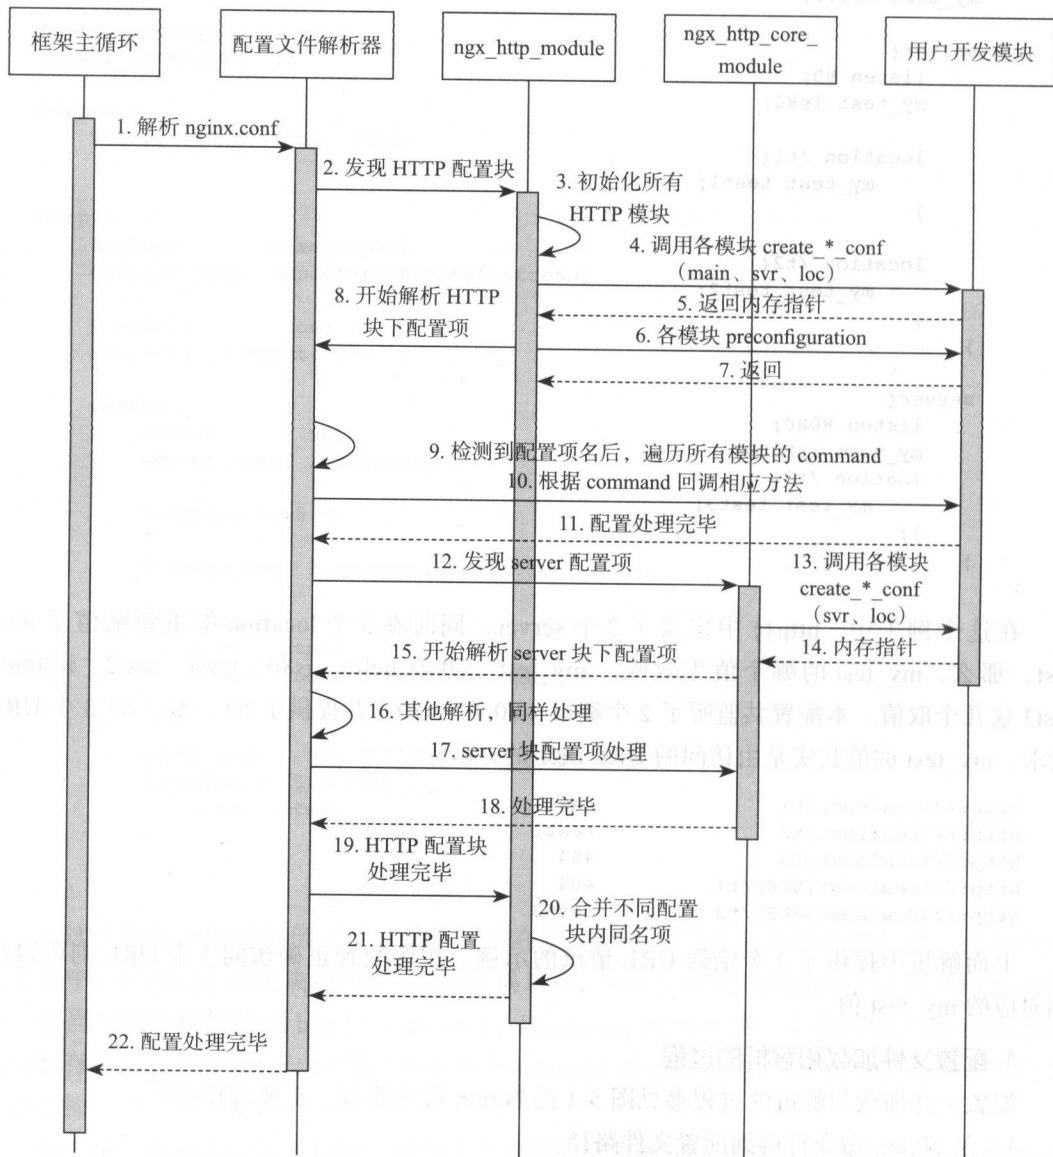 框架主循环
配置文件解析器
ngx_http_module
ngx_http_core_
module
用户开发模块
1. 解析 nginx.conf
2. 发现 HTTP 配置块
3. 初始化所有
HTTP 模块
4. 调用各模块 create_*_conf
（main、svr、loc）
8. 开始解析 HTTP
块下配置项
5. 返回内存指针
6. 各模块 preconfiguration
7. 返回
9. 检测到配置项名后，遍历所有模块的 command
10. 根据 command 回调相应方法
11. 配置处理完毕
12. 发现 server 配置项
13. 调用各模块
create_*_conf
（svr、loc）
14. 内存指针
15. 开始解析 server 块下配置项
16. 其他解析，同样处理
17. server 块配置项处理
18. 处理完毕
19. HTTP 配置块
处理完毕
20. 合并不同配置
块内同名项
21. HTTP 配置
处理完毕
22. 配置处理完毕